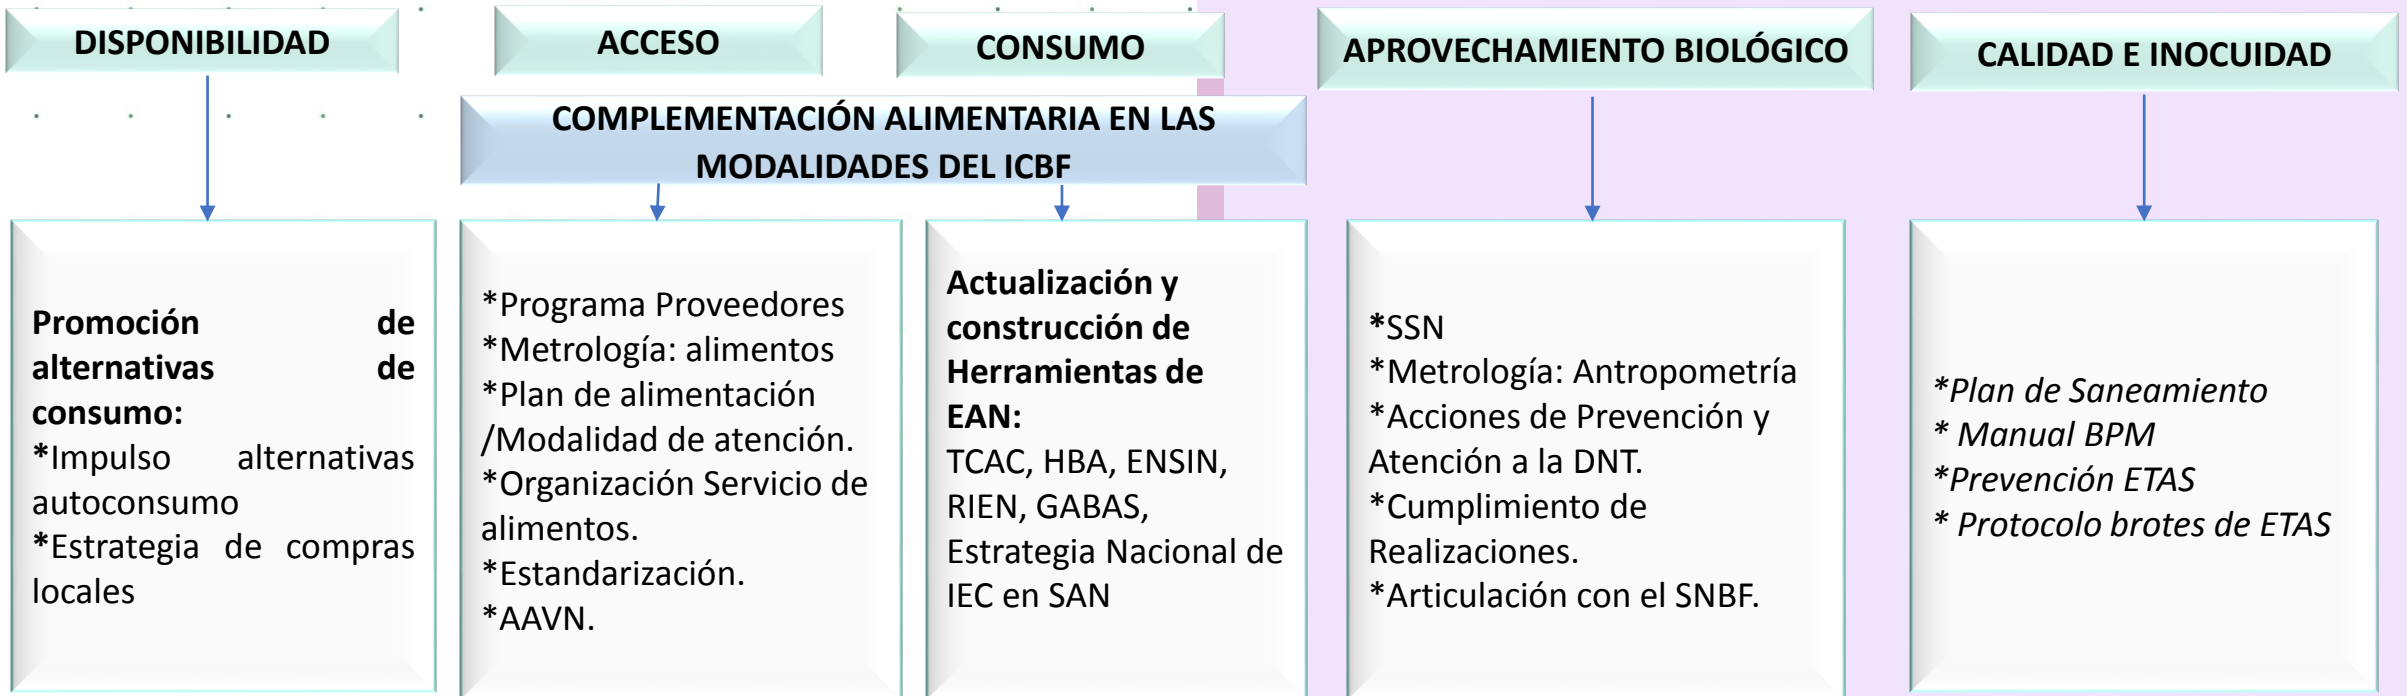 DISPONIBILIDAD
ACCESO
CONSUMO
APROVECHAMIENTO BIOLÓGICO
CALIDAD E INOCUIDAD
COMPLEMENTACIÓN ALIMENTARIA EN LAS
MODALIDADES DEL ICBF
Promoción de
alternativas de
consumo:
*Impulso alternativas
autoconsumo
*Estrategia de compras
locales
*Programa Proveedores
*Metrología: alimentos
*Plan de alimentación
/Modalidad de atención.
*Organización Servicio de
alimentos.
*Estandarización.
*AAVN.
Actualización y
construcción de
Herramientas de
EAN:
TCAC, HBA, ENSIN,
RIEN, GABAS,
Estrategia Nacional de
IEC en SAN
*SSN
*Metrología: Antropometría
*Acciones de Prevención y
Atención a la DNT.
*Cumplimiento de
Realizaciones.
*Articulación con el SNBF.
*Plan de Saneamiento
* Manual BPM
*Prevención ETAS
* Protocolo brotes de ETAS